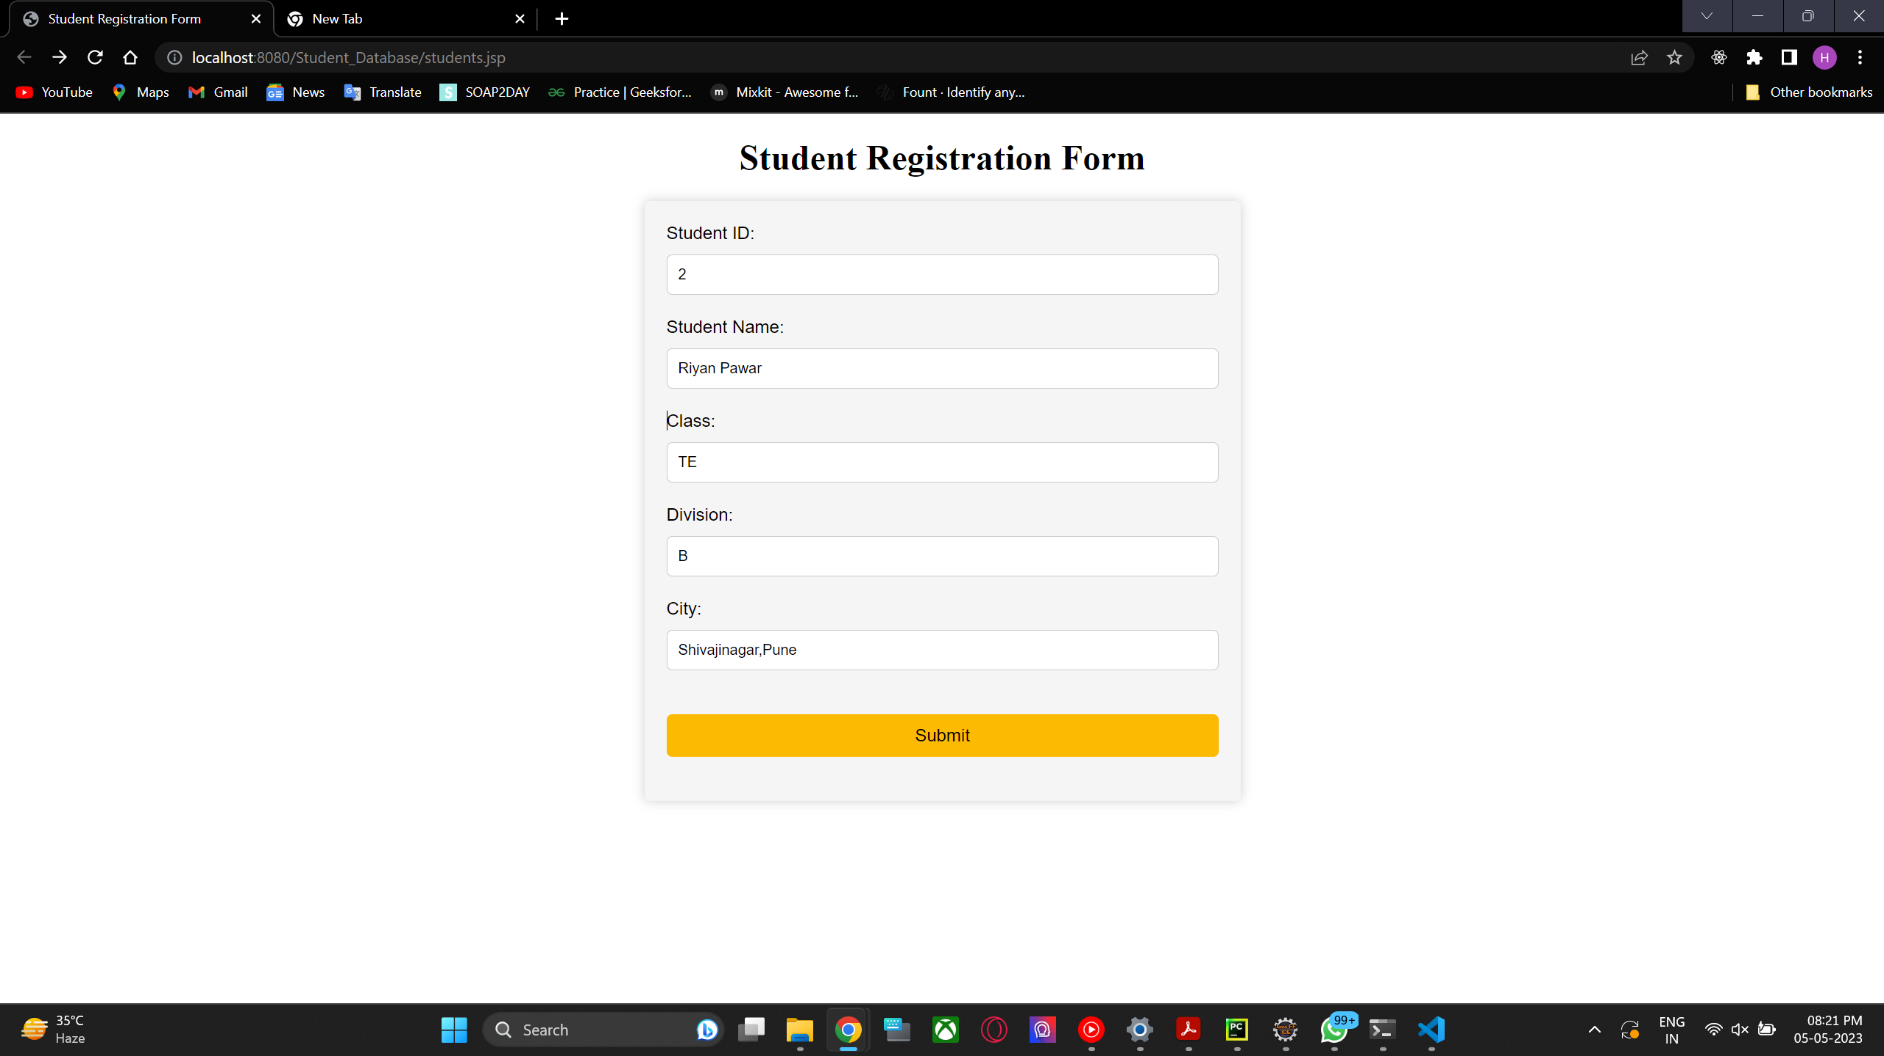 Student Registration Form
New Tab
localhost:8080/Student_Database/students.jsp
H
YouTube Maps Gmail News Translate S SOAP2DAY Practice | Geeksfor... m Mixkit - Awesome f... Fount · Identify any... Other bookmarks
Student Registration Form
Student ID:
2
Student Name:
Riyan Pawar
Class:
TE
Division:
B
City:
Shivajinagar,Pune
Submit
35°C
Haze
Search
PC
99+
ENG
IN
08:21 PM
05-05-2023